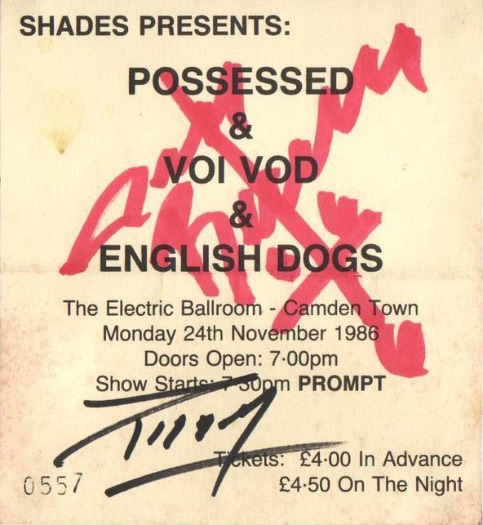 SHADES PRESENTS:
POSSESSED
&
VOI VOD
&
ENGLISH DOGS
The Electric Ballroom - Camden Town
Monday 24th November 1986
Doors Open: 7·00pm
Show Starts: 7·30pm PROMPT
Tickets: £4·00 In Advance
0557
£4·50 On The Night